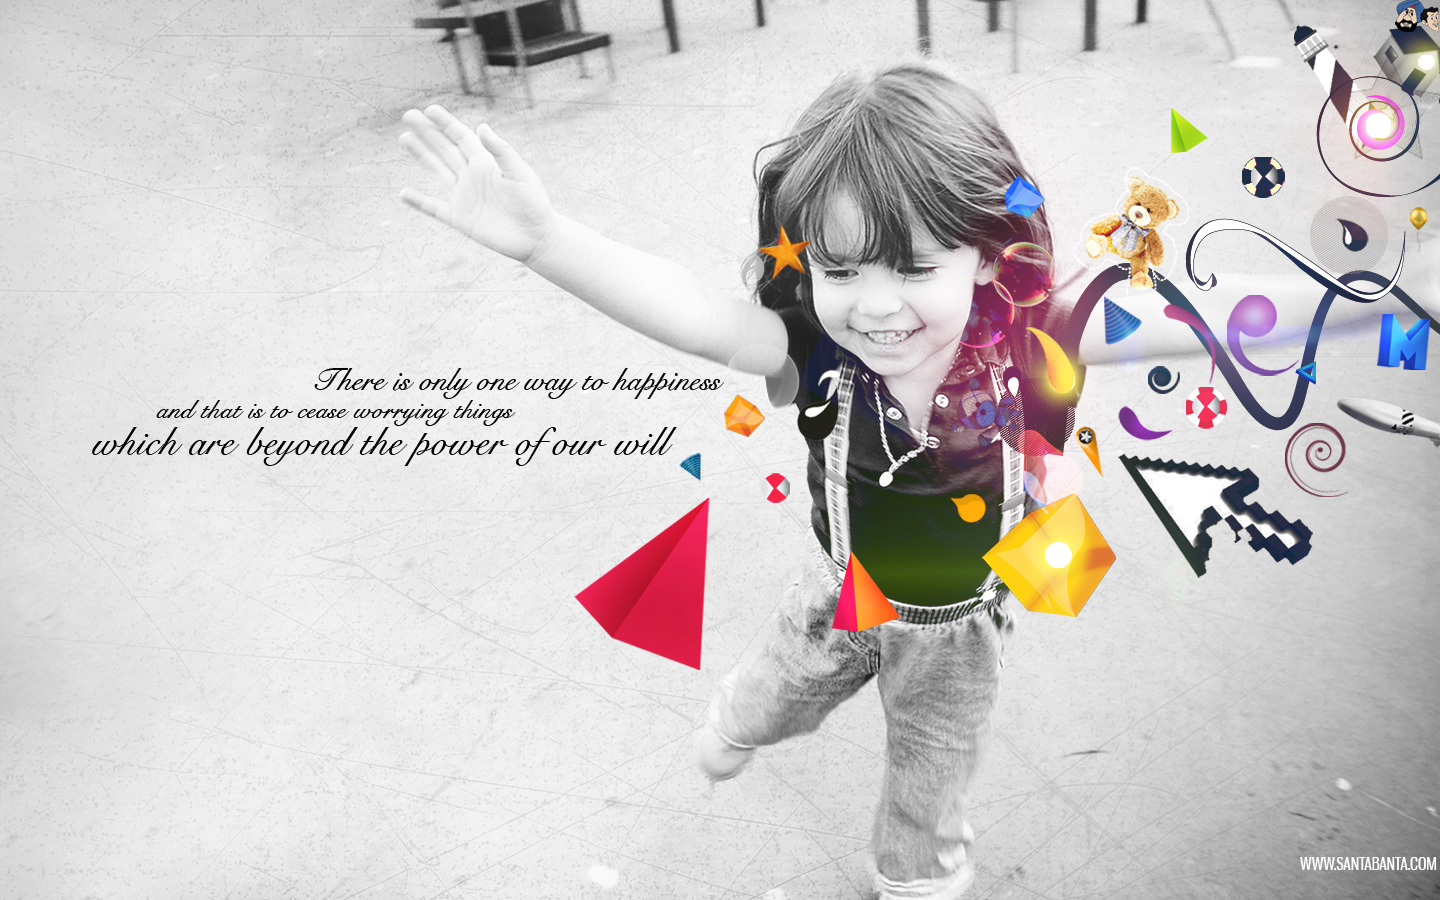 There is only one way to happiness
and that is to cease worrying things
which are beyond the power of our will
M
WWW.SANTABANTA.COM